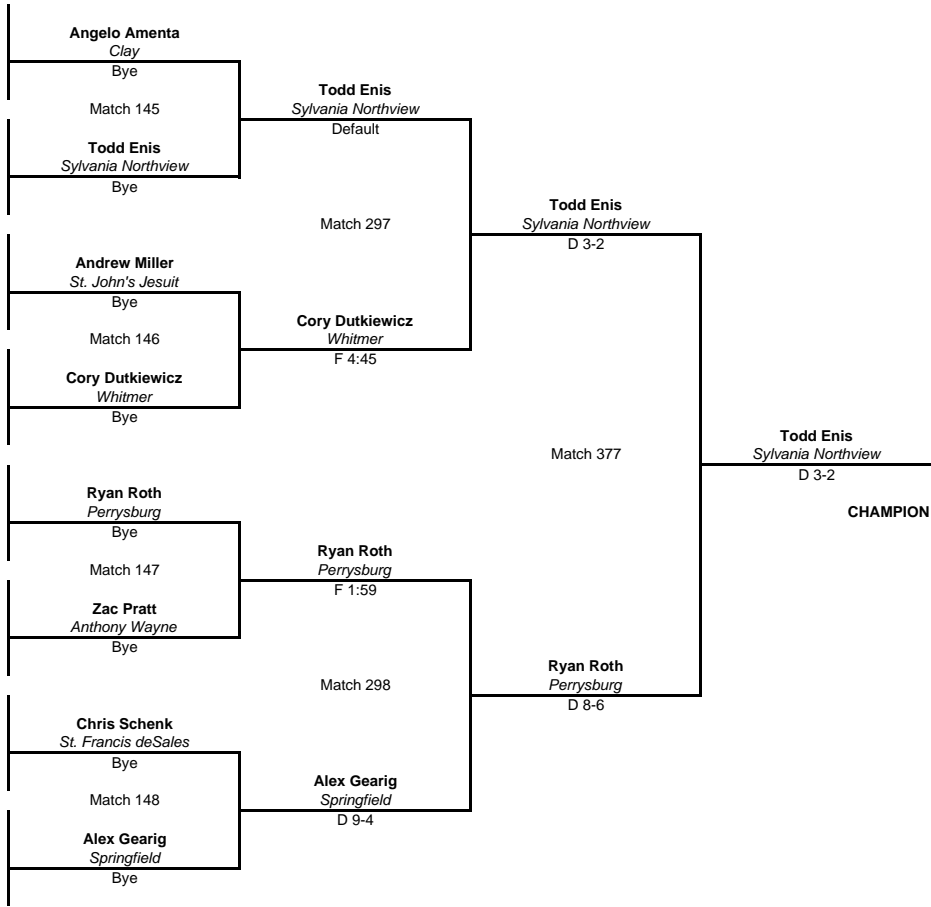 Angelo Amenta
Clay
Bye
Match 145
Todd Enis
Sylvania Northview
Bye
Todd Enis
Sylvania Northview
Default
Match 297
Andrew Miller
St. John's Jesuit
Bye
Match 146
Cory Dutkiewicz
Whitmer
Bye
Cory Dutkiewicz
Whitmer
F 4:45
Todd Enis
Sylvania Northview
D 3-2
Match 377
Todd Enis
Sylvania Northview
D 3-2
CHAMPION
Ryan Roth
Perrysburg
Bye
Match 147
Zac Pratt
Anthony Wayne
Bye
Ryan Roth
Perrysburg
F 1:59
Match 298
Ryan Roth
Perrysburg
D 8-6
Chris Schenk
St. Francis deSales
Bye
Match 148
Alex Gearig
Springfield
Bye
Alex Gearig
Springfield
D 9-4